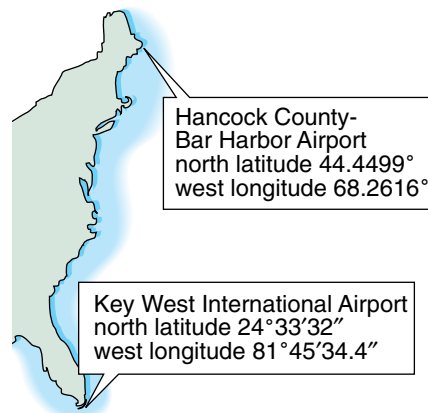 Hancock County-
Bar Harbor Airport
north latitude 44.4499°
west longitude 68.2616°
Key West International Airport
north latitude 24°33′32″
west longitude 81°45′34.4″